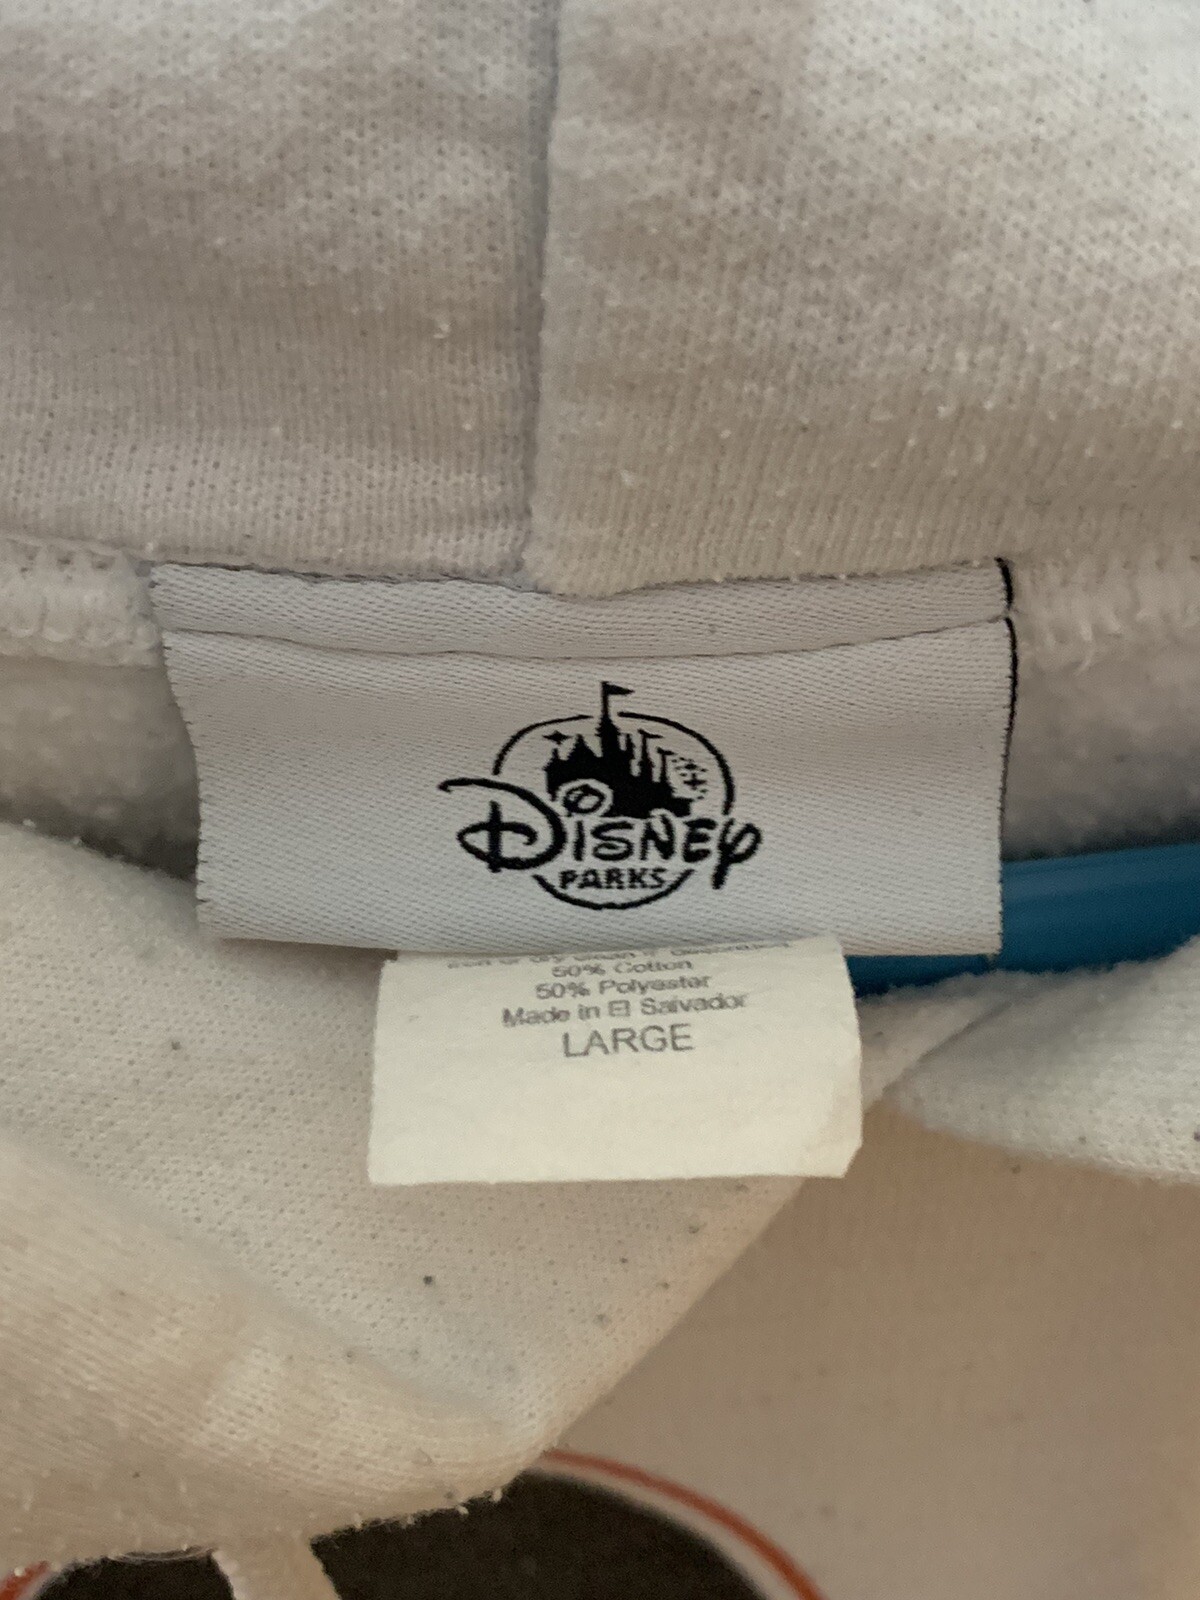 Disney
PARKS
50% Cotton
50% Polyester
Made in El Salvador
LARGE